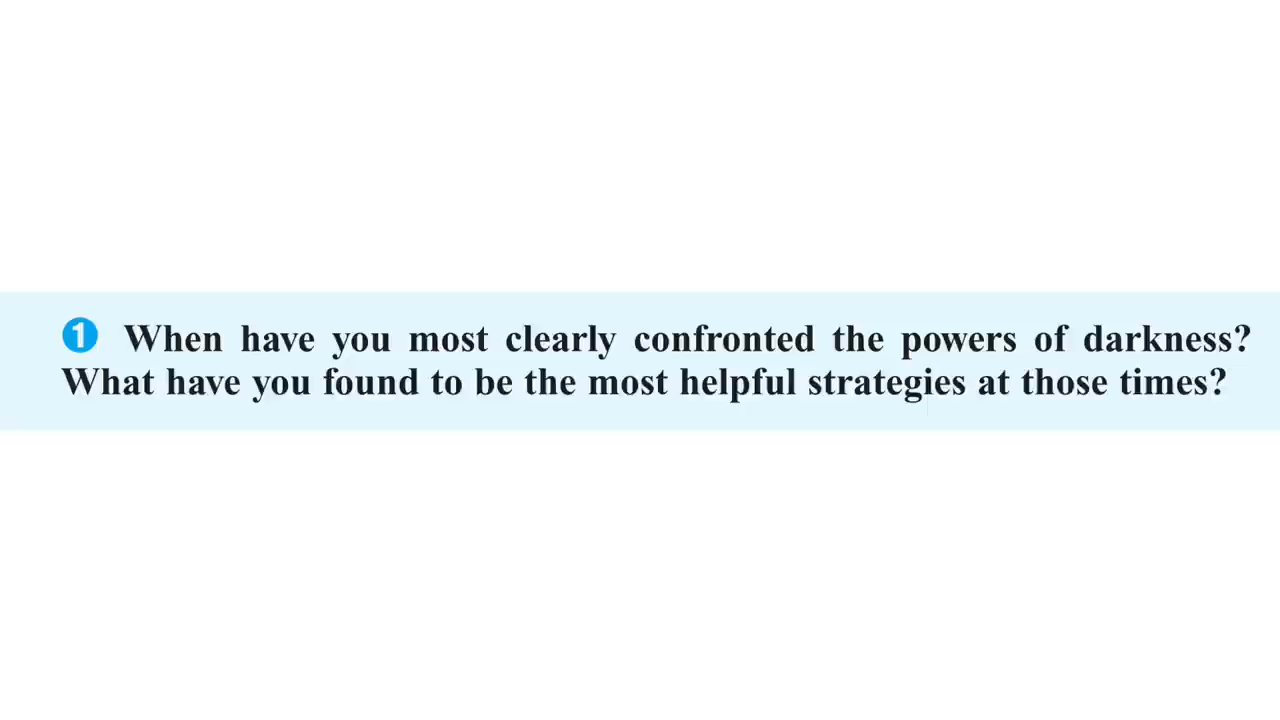 1 When have you most clearly confronted the powers of darkness?
What have you found to be the most helpful strategies at those times?